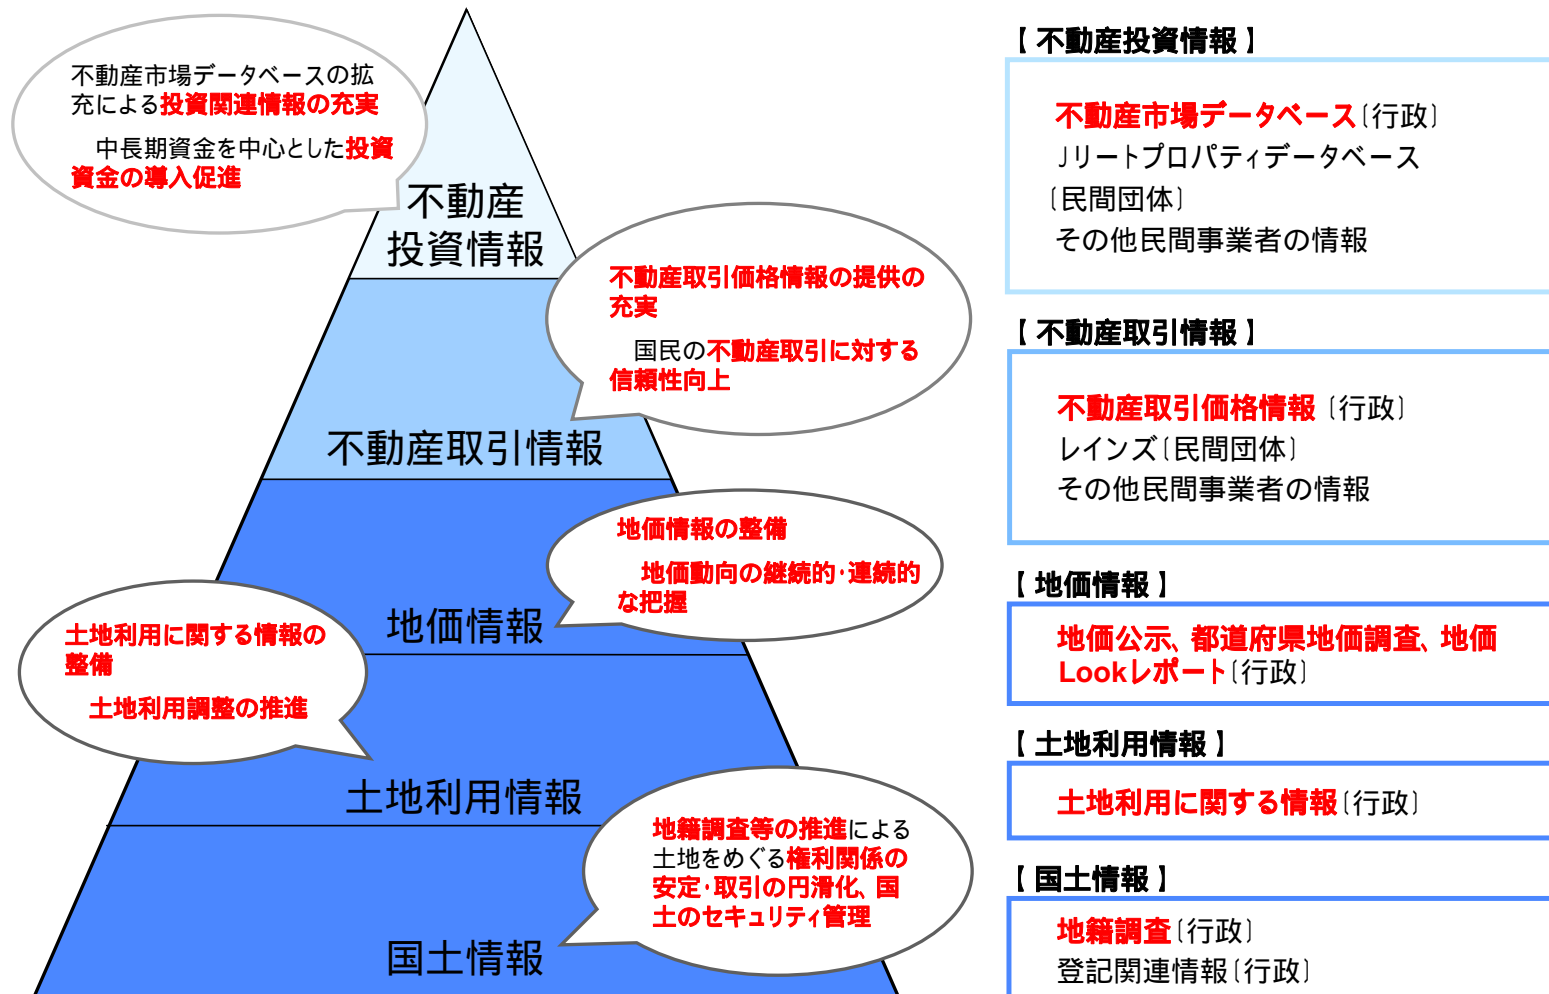 不動産市場データベースの拡
充による投資関連情報の充実
中長期資金を中心とした投資
資金の導入促進
不動産
投資情報
不動産取引価格情報の提供の
充実
国民の不動産取引に対する
信頼性向上
不動産取引情報
地価情報の整備
地価動向の継続的・連続的
な把握
地価情報
土地利用に関する情報の
整備
土地利用調整の推進
土地利用情報
地籍調査等の推進による
土地をめぐる権利関係の
安定・取引の円滑化、国
土のセキュリティ管理
国土情報
【不動産投資情報】
不動産市場データベース〔行政〕
Jリートプロパティデータベース
〔民間団体〕
その他民間事業者の情報
【不動産取引情報】
不動産取引価格情報〔行政〕
レインズ〔民間団体〕
その他民間事業者の情報
【地価情報】
地価公示、都道府県地価調査、地価
Lookレポート〔行政〕
【土地利用情報】
土地利用に関する情報〔行政〕
【国土情報】
地籍調査〔行政〕
登記関連情報〔行政〕